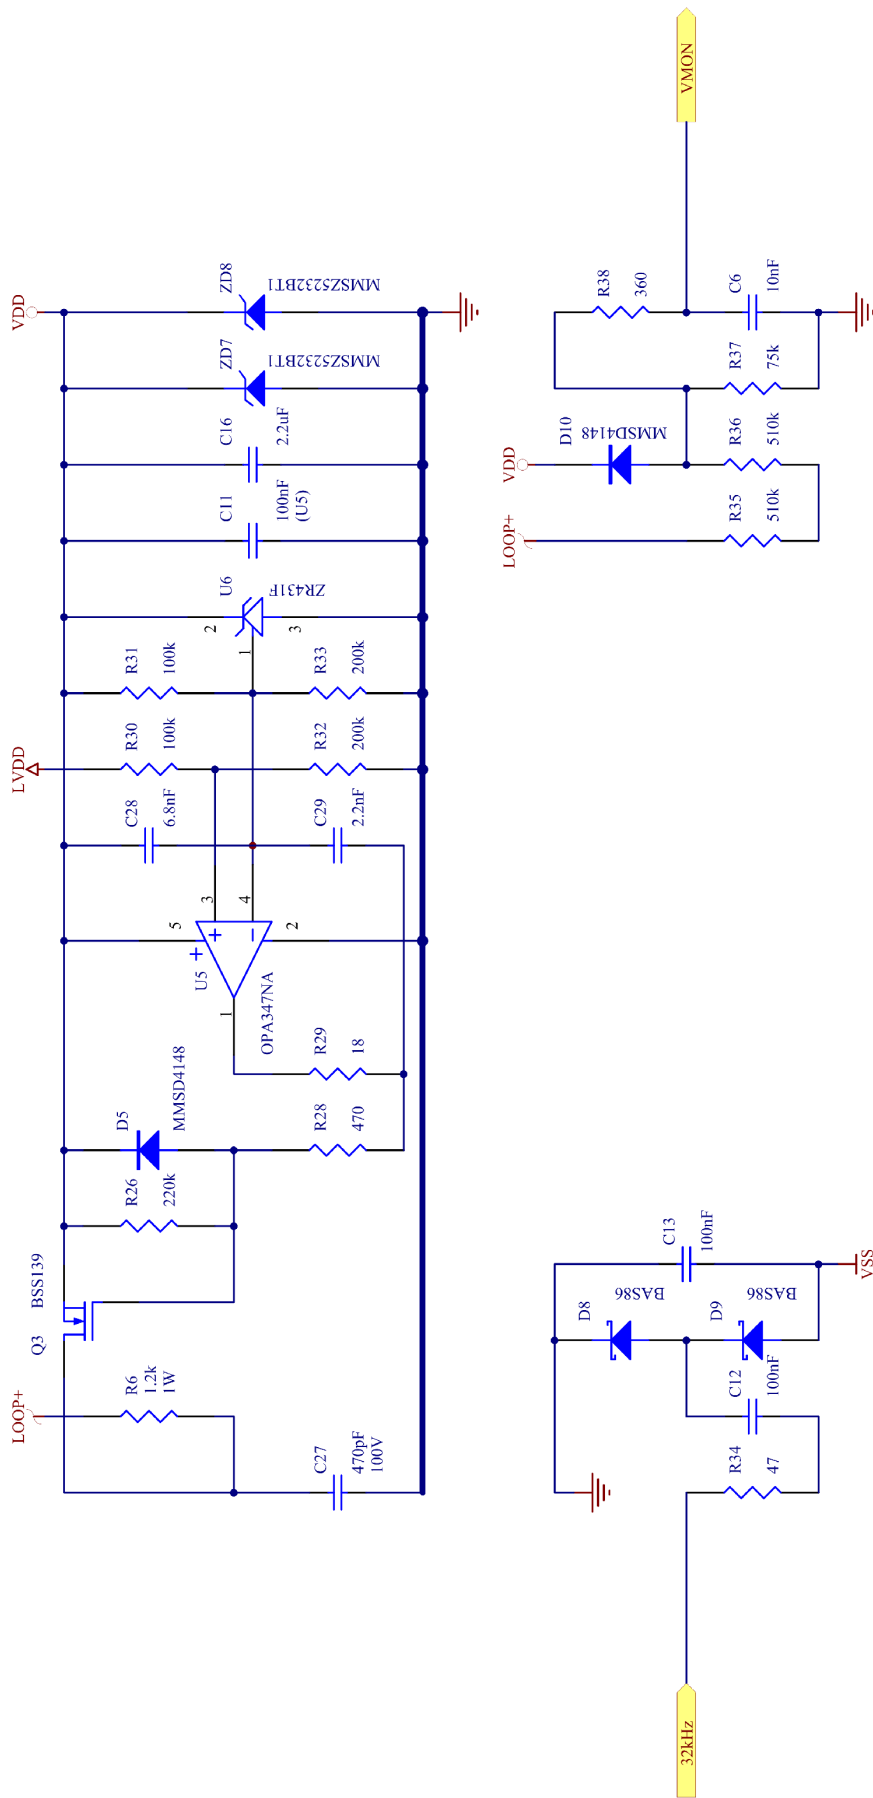 LOOP+
R6
1.2k
1W
C27
470pF
100V
Q3
BSS139
R26
220k
D5
MMSD4148
R28
470
R29
18
U5
OPA347NA
1
5
2
3
4
C28
6.8nF
C29
2.2nF
LVDD
R30
100k
R32
200k
R31
100k
R33
200k
U6
ZR431F
2
1
3
C11
100nF
(U5)
C16
2.2uF
ZD7
MMSZ5232BT1
ZD8
MMSZ5232BT1
VDD
32kHz
R34
47
C12
100nF
D8
BAS86
D9
BAS86
C13
100nF
VSS
LOOP+
R35
510k
VDD
D10
MMSD4148
R36
510k
R37
75k
R38
360
C6
10nF
VMON